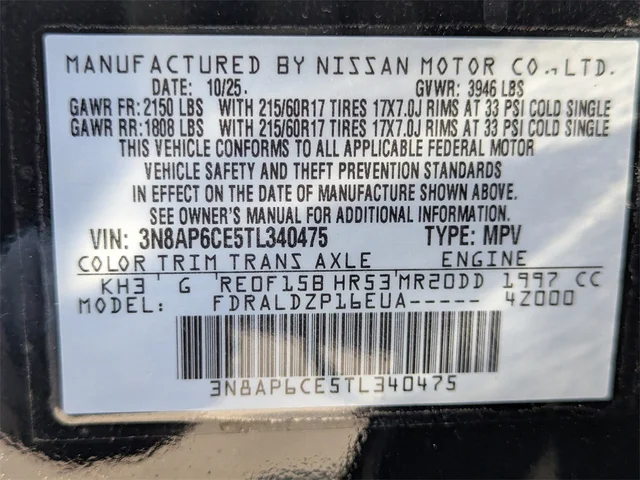 MANUFACTURED BY NISSAN MOTOR CO., LTD.
DATE: 10/25. GVWR: 3946 LBS
GAWR FR: 2150 LBS WITH 215/60R17 TIRES 17X7.0J RIMS AT 33 PSI COLD SINGLE
GAWR RR: 1808 LBS WITH 215/60R17 TIRES 17X7.0J RIMS AT 33 PSI COLD SINGLE
THIS VEHICLE CONFORMS TO ALL APPLICABLE FEDERAL MOTOR
VEHICLE SAFETY AND THEFT PREVENTION STANDARDS
IN EFFECT ON THE DATE OF MANUFACTURE SHOWN ABOVE.
SEE OWNER'S MANUAL FOR ADDITIONAL INFORMATION
VIN: 3N8AP6CE5TL340475 TYPE: MPV
COLOR TRIM TRANS AXLE ENGINE
KH3 G RE0F15B HR53 MR20DD 1997 CC
MODEL: FDRALDZP16EUA----- 4Z000
3N8AP6CE5TL340475